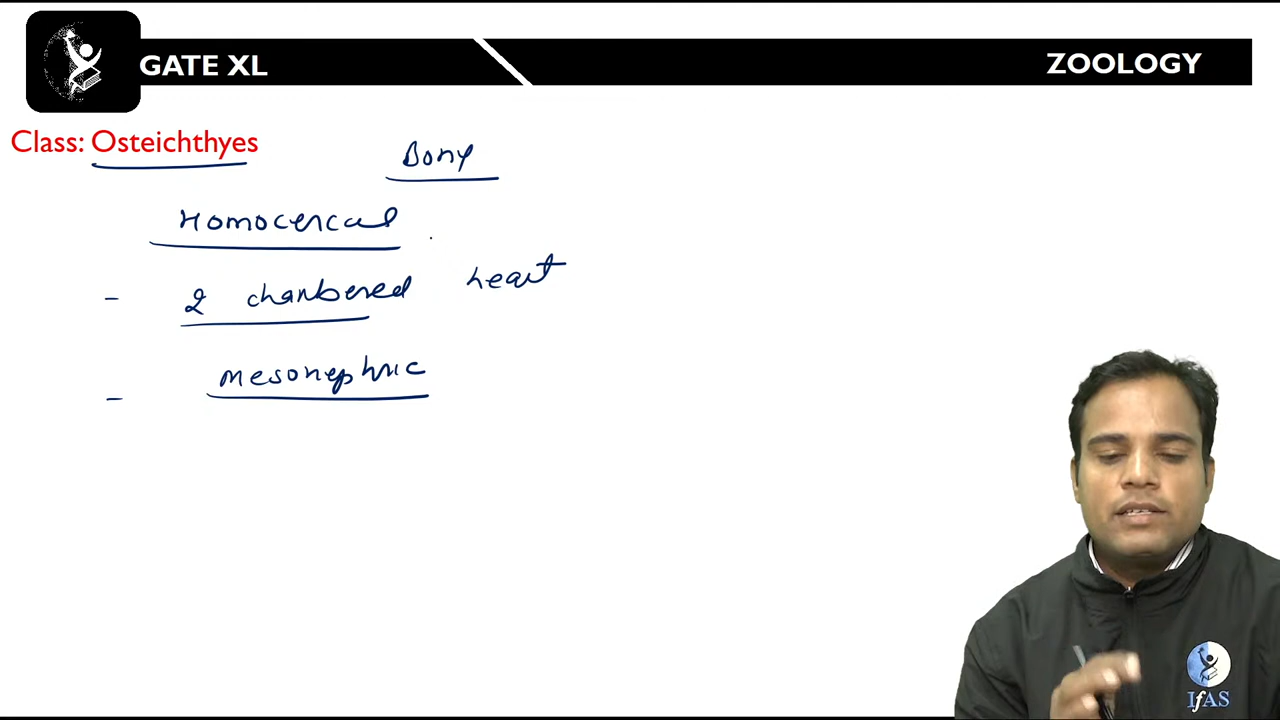 GATE XL
ZOOLOGY
Class: Osteichthyes
Bony
Homocercal
- 2 chambered heart
- mesonephric
IfAS